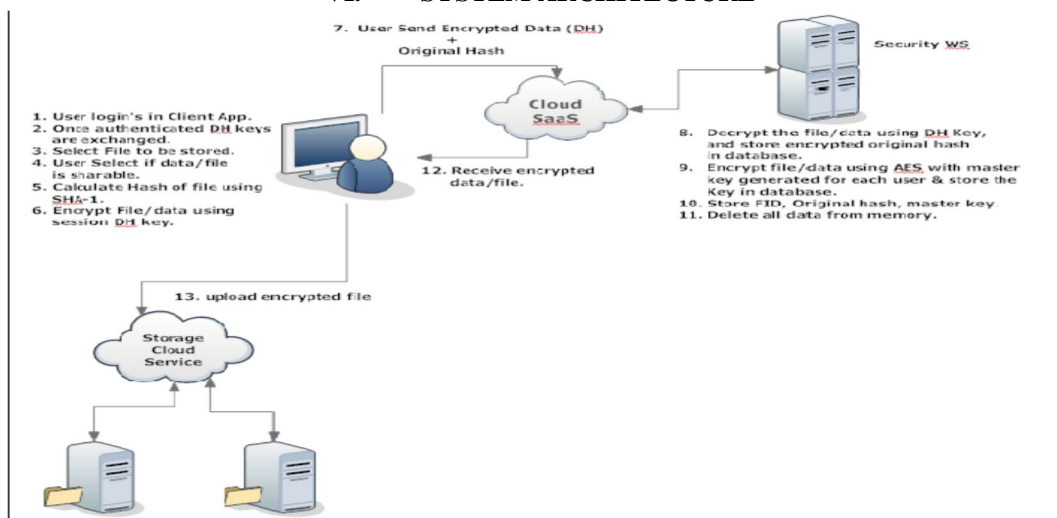 7. User Send Encrypted Data (DH)
+
Original Hash
Security WS
Cloud
SaaS
1. User login's in Client App.
2. Once authenticated DH keys
are exchanged.
3. Select File to be stored.
4. User Select if data/file
is sharable.
5. Calculate Hash of file using
SHA-1.
6. Encrypt File/data using
session DH key.
12. Receive encrypted
data/file.
8. Decrypt the file/data using DH Key,
and store encrypted original hash
in database.
9. Encrypt file/data using AES with master
key generated for each user & store the
Key in database.
10. Store FID, Original hash, master key.
11. Delete all data from memory.
13. upload encrypted file
Storage
Cloud
Service